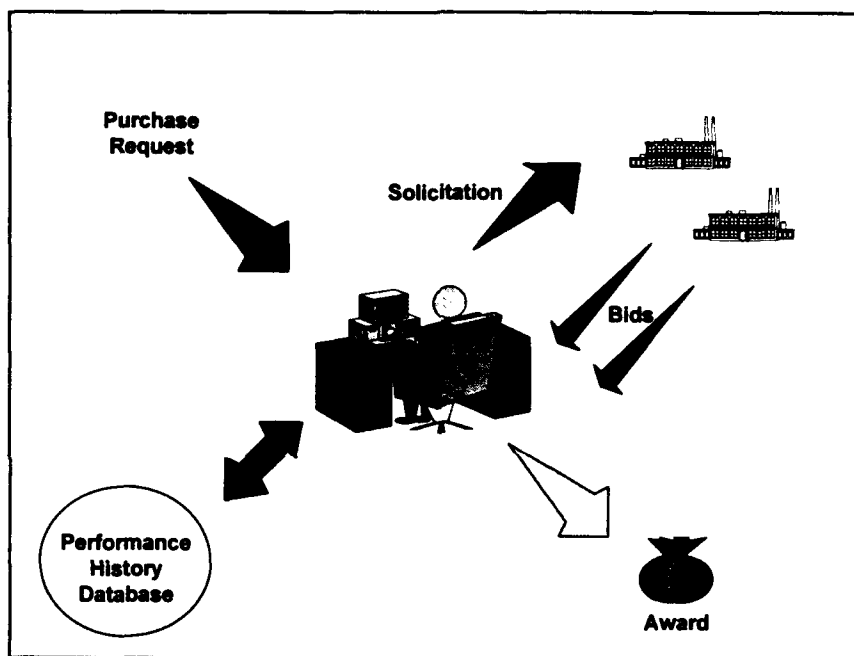 Purchase
Request
Solicitation
Bids
Performance
History
Database
Award